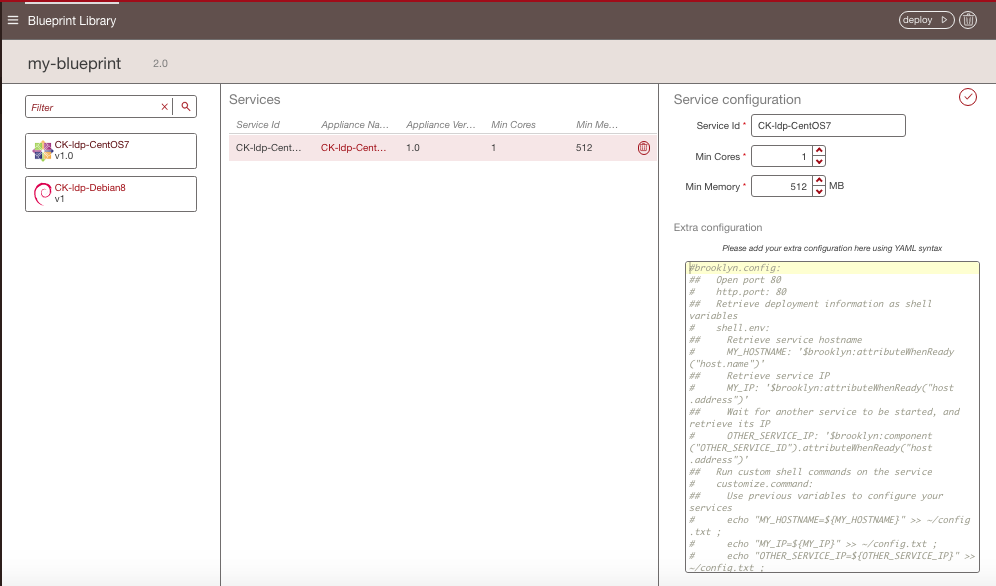 Blueprint Library
deploy
my-blueprint 2.0
Filter
CK-ldp-CentOS7
v1.0
CK-ldp-Debian8
v1
Services
Service Id Appliance Na... Appliance Ver... Min Cores Min Me...
CK-ldp-Cent... CK-ldp-Cent... 1.0 1 512
Service configuration
Service Id * CK-ldp-CentOS7
Min Cores * 1
Min Memory * 512 MB
Extra configuration
Please add your extra configuration here using YAML syntax
#brooklyn.config:
##   Open port 80
#    http.port: 80
##   Retrieve deployment information as shell
variables
#    shell.env:
##     Retrieve service hostname
#      MY_HOSTNAME: '$brooklyn:attributeWhenReady
("host.name")'
##     Retrieve service IP
#      MY_IP: '$brooklyn:attributeWhenReady("host
.address")'
##     Wait for another service to be started, and
retrieve its IP
#      OTHER_SERVICE_IP: '$brooklyn:component
("OTHER_SERVICE_ID").attributeWhenReady("host
.address")'
##   Run custom shell commands on the service
#    customize.command:
##     Use previous variables to configure your
services
#      echo "MY_HOSTNAME=${MY_HOSTNAME}" >> ~/config
.txt ;
#      echo "MY_IP=${MY_IP}" >> ~/config.txt ;
#      echo "OTHER_SERVICE_IP=${OTHER_SERVICE_IP}" >>
~/config.txt ;